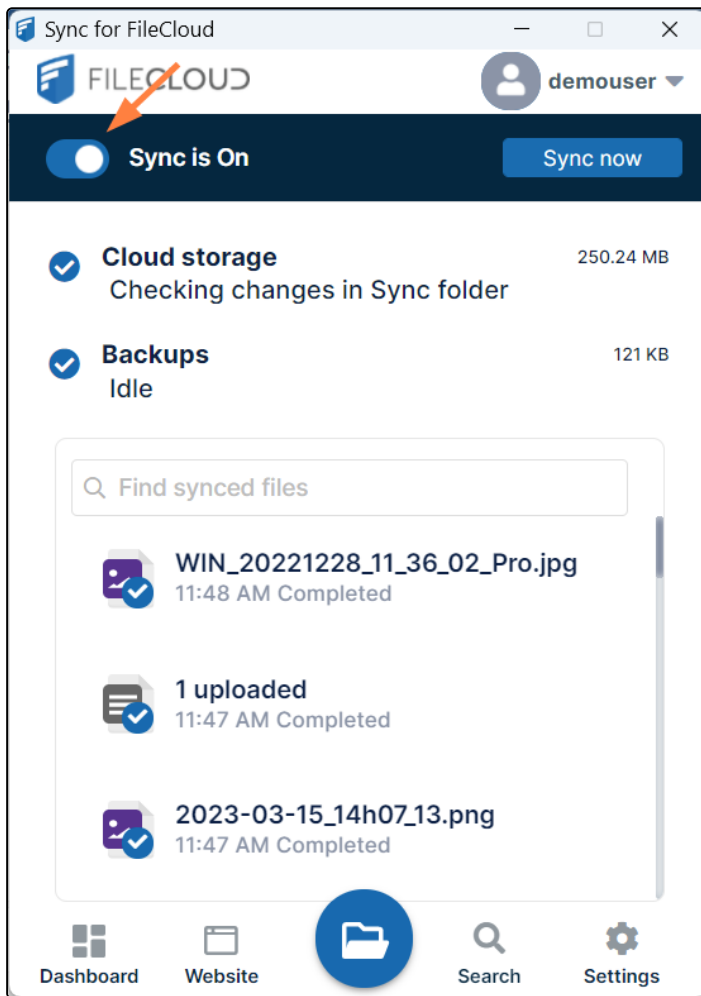 Sync for FileCloud
FILECLOUD
demouser
Sync is On
Sync now
Cloud storage
250.24 MB
Checking changes in Sync folder
Backups
121 KB
Idle
Find synced files
WIN_20221228_11_36_02_Pro.jpg
11:48 AM Completed
1 uploaded
11:47 AM Completed
2023-03-15_14h07_13.png
11:47 AM Completed
Dashboard
Website
Search
Settings